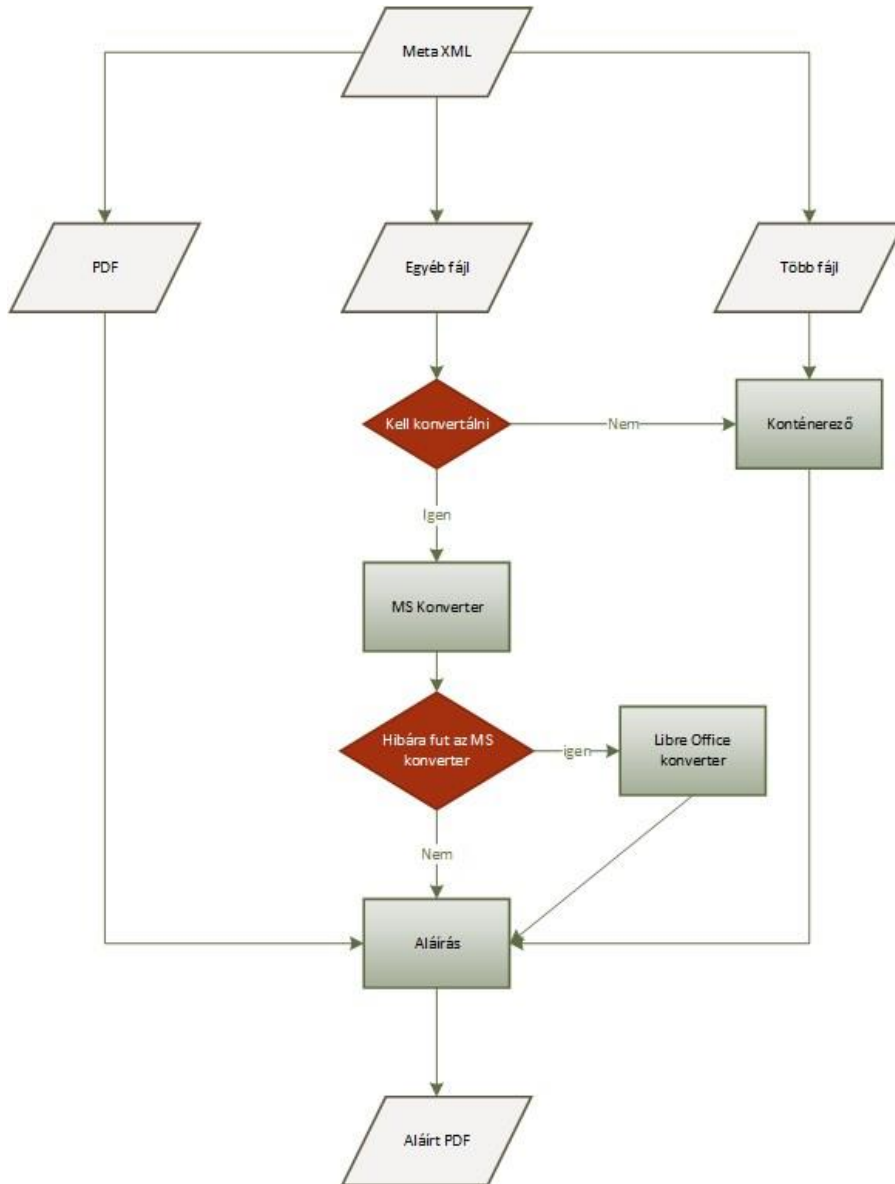 Meta XML
PDF
Egyéb fájl
Több fájl
Kell konvertálni
Nem
Konténerező
Igen
MS Konverter
Hibára fut az MS
konverter
igen
Libre Office
konverter
Nem
Aláírás
Aláírt PDF